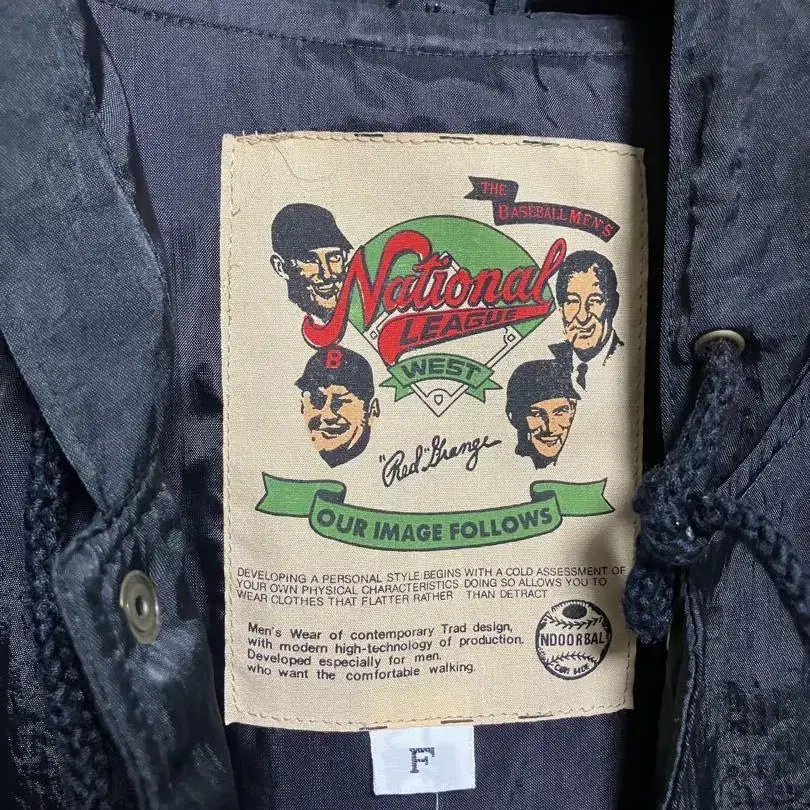 THE
BASEBALL MEN'S
National
LEAGUE
WEST
B
"Red" Grange
OUR IMAGE FOLLOWS
DEVELOPING A PERSONAL STYLE BEGINS WITH A COLD ASSESSMENT OF
YOUR OWN PHYSICAL CHARACTERISTICS DOING SO ALLOWS YOU TO
WEAR CLOTHES THAT FLATTER RATHER THAN DETRACT
Men's Wear of contemporary Trad design,
with modern high-technology of production.
Developed especially for men,
who want the comfortable walking.
NDOORBAL
F